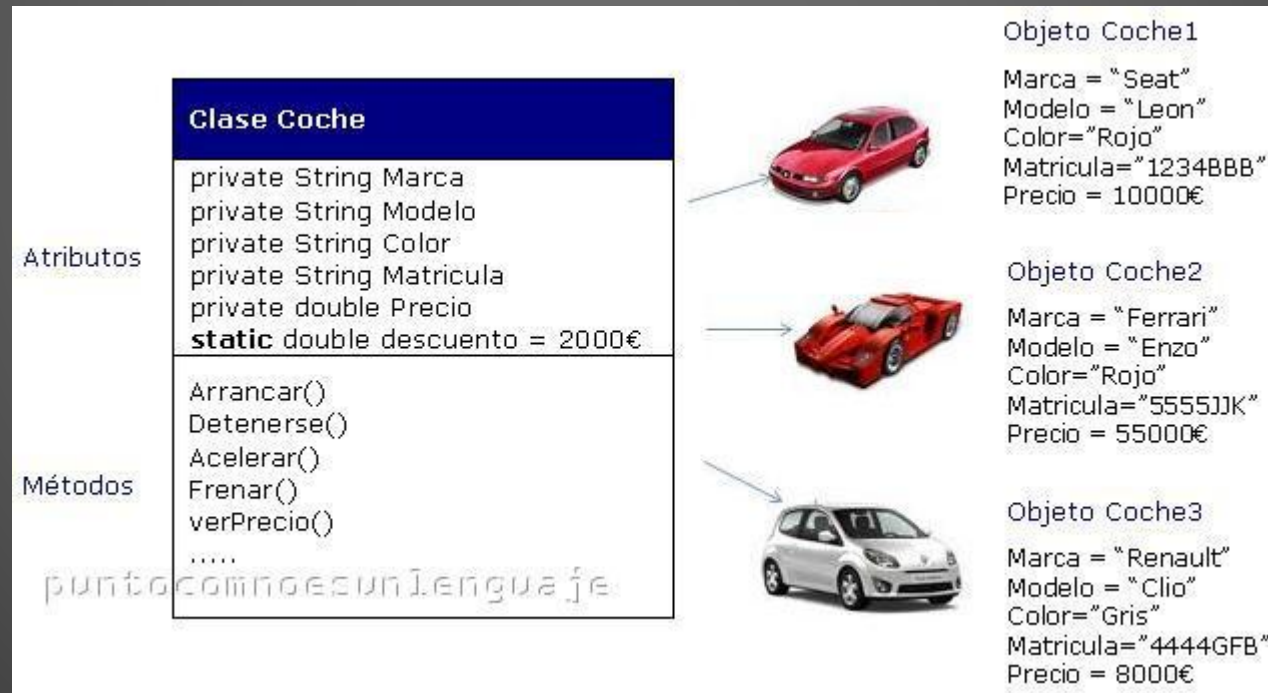 Clase Coche
Atributos
private String Marca
private String Modelo
private String Color
private String Matricula
private double Precio
static double descuento = 2000€
Métodos
Arrancar()
Detenerse()
Acelerar()
Frenar()
verPrecio()
.....
puntocomnoesunlenguaje
Objeto Coche1
Marca = “Seat”
Modelo = “Leon”
Color=”Rojo”
Matricula=”1234BBB”
Precio = 10000€
Objeto Coche2
Marca = “Ferrari”
Modelo = “Enzo”
Color=”Rojo”
Matricula=”5555JJK”
Precio = 55000€
Objeto Coche3
Marca = “Renault”
Modelo = “Clio”
Color=”Gris”
Matricula=”4444GFB”
Precio = 8000€